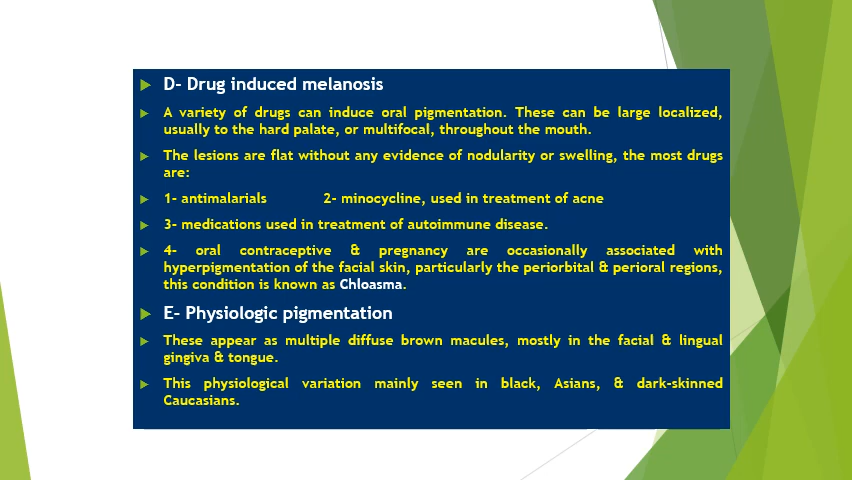 D- Drug induced melanosis
A variety of drugs can induce oral pigmentation. These can be large localized,
usually to the hard palate, or multifocal, throughout the mouth.
The lesions are flat without any evidence of nodularity or swelling, the most drugs
are:
1- antimalarials 2- minocycline, used in treatment of acne
3- medications used in treatment of autoimmune disease.
4- oral contraceptive & pregnancy are occasionally associated with
hyperpigmentation of the facial skin, particularly the periorbital & perioral regions,
this condition is known as Chloasma.
E- Physiologic pigmentation
These appear as multiple diffuse brown macules, mostly in the facial & lingual
gingiva & tongue.
This physiological variation mainly seen in black, Asians, & dark-skinned
Caucasians.